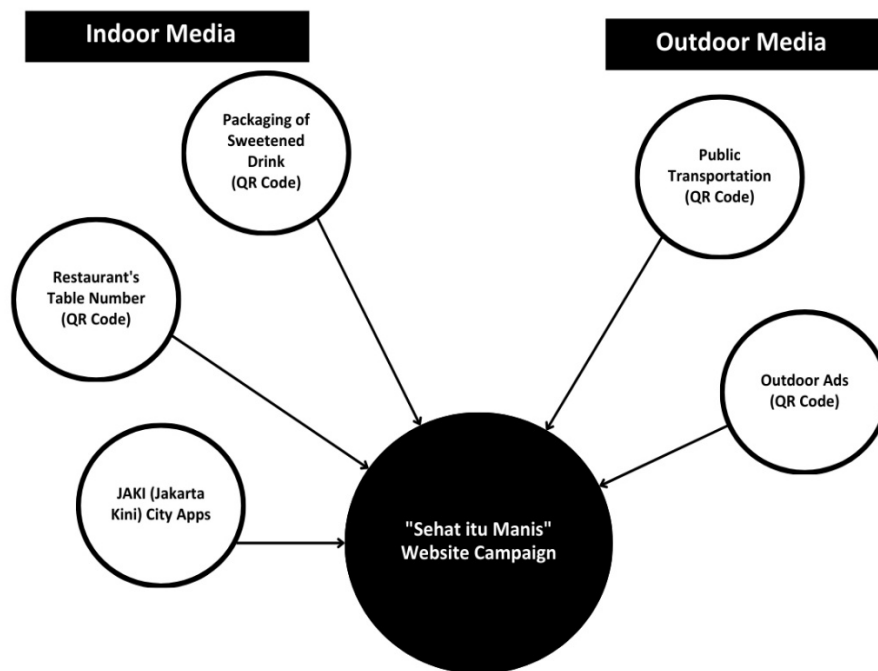 Indoor Media
Outdoor Media
Packaging of
Sweetened
Drink
(QR Code)
Public
Transportation
(QR Code)
Restaurant's
Table Number
(QR Code)
Outdoor Ads
(QR Code)
JAKI (Jakarta
Kini) City Apps
"Sehat itu Manis"
Website Campaign